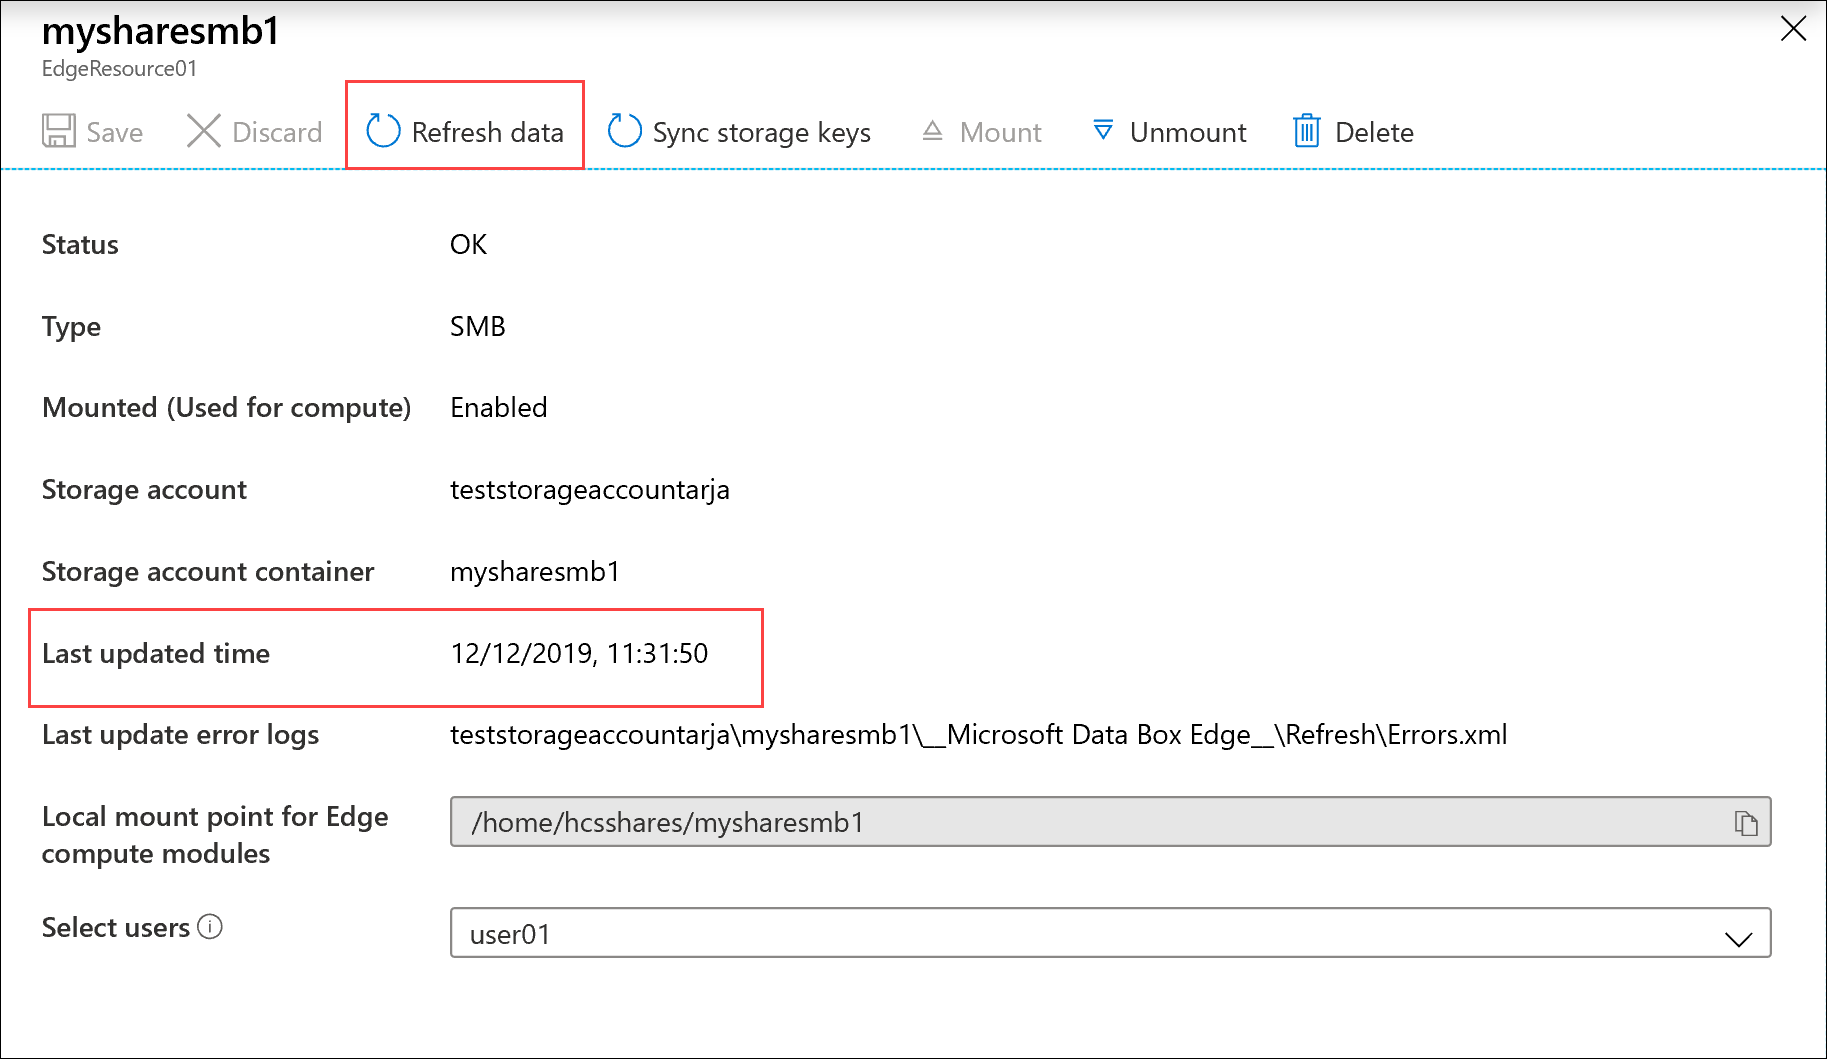 mysharesmb1
EdgeResource01
Save Discard Refresh data Sync storage keys Mount Unmount Delete
Status OK
Type SMB
Mounted (Used for compute) Enabled
Storage account teststorageaccountarja
Storage account container mysharesmb1
Last updated time 12/12/2019, 11:31:50
Last update error logs teststorageaccountarja\mysharesmb1\__Microsoft Data Box Edge__\Refresh\Errors.xml
Local mount point for Edge
compute modules
/home/hcsshares/mysharesmb1
Select users user01